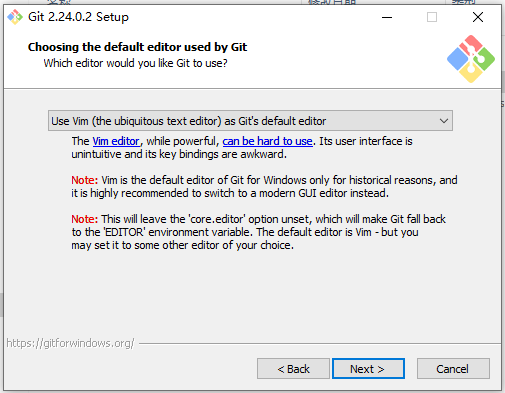 Git 2.24.0.2 Setup
Choosing the default editor used by Git
Which editor would you like Git to use?
Use Vim (the ubiquitous text editor) as Git's default editor
The Vim editor, while powerful, can be hard to use. Its user interface is
unintuitive and its key bindings are awkward.
Note: Vim is the default editor of Git for Windows only for historical reasons, and
it is highly recommended to switch to a modern GUI editor instead.
Note: This will leave the 'core.editor' option unset, which will make Git fall back
to the 'EDITOR' environment variable. The default editor is Vim - but you
may set it to some other editor of your choice.
https://gitforwindows.org/
< Back
Next >
Cancel